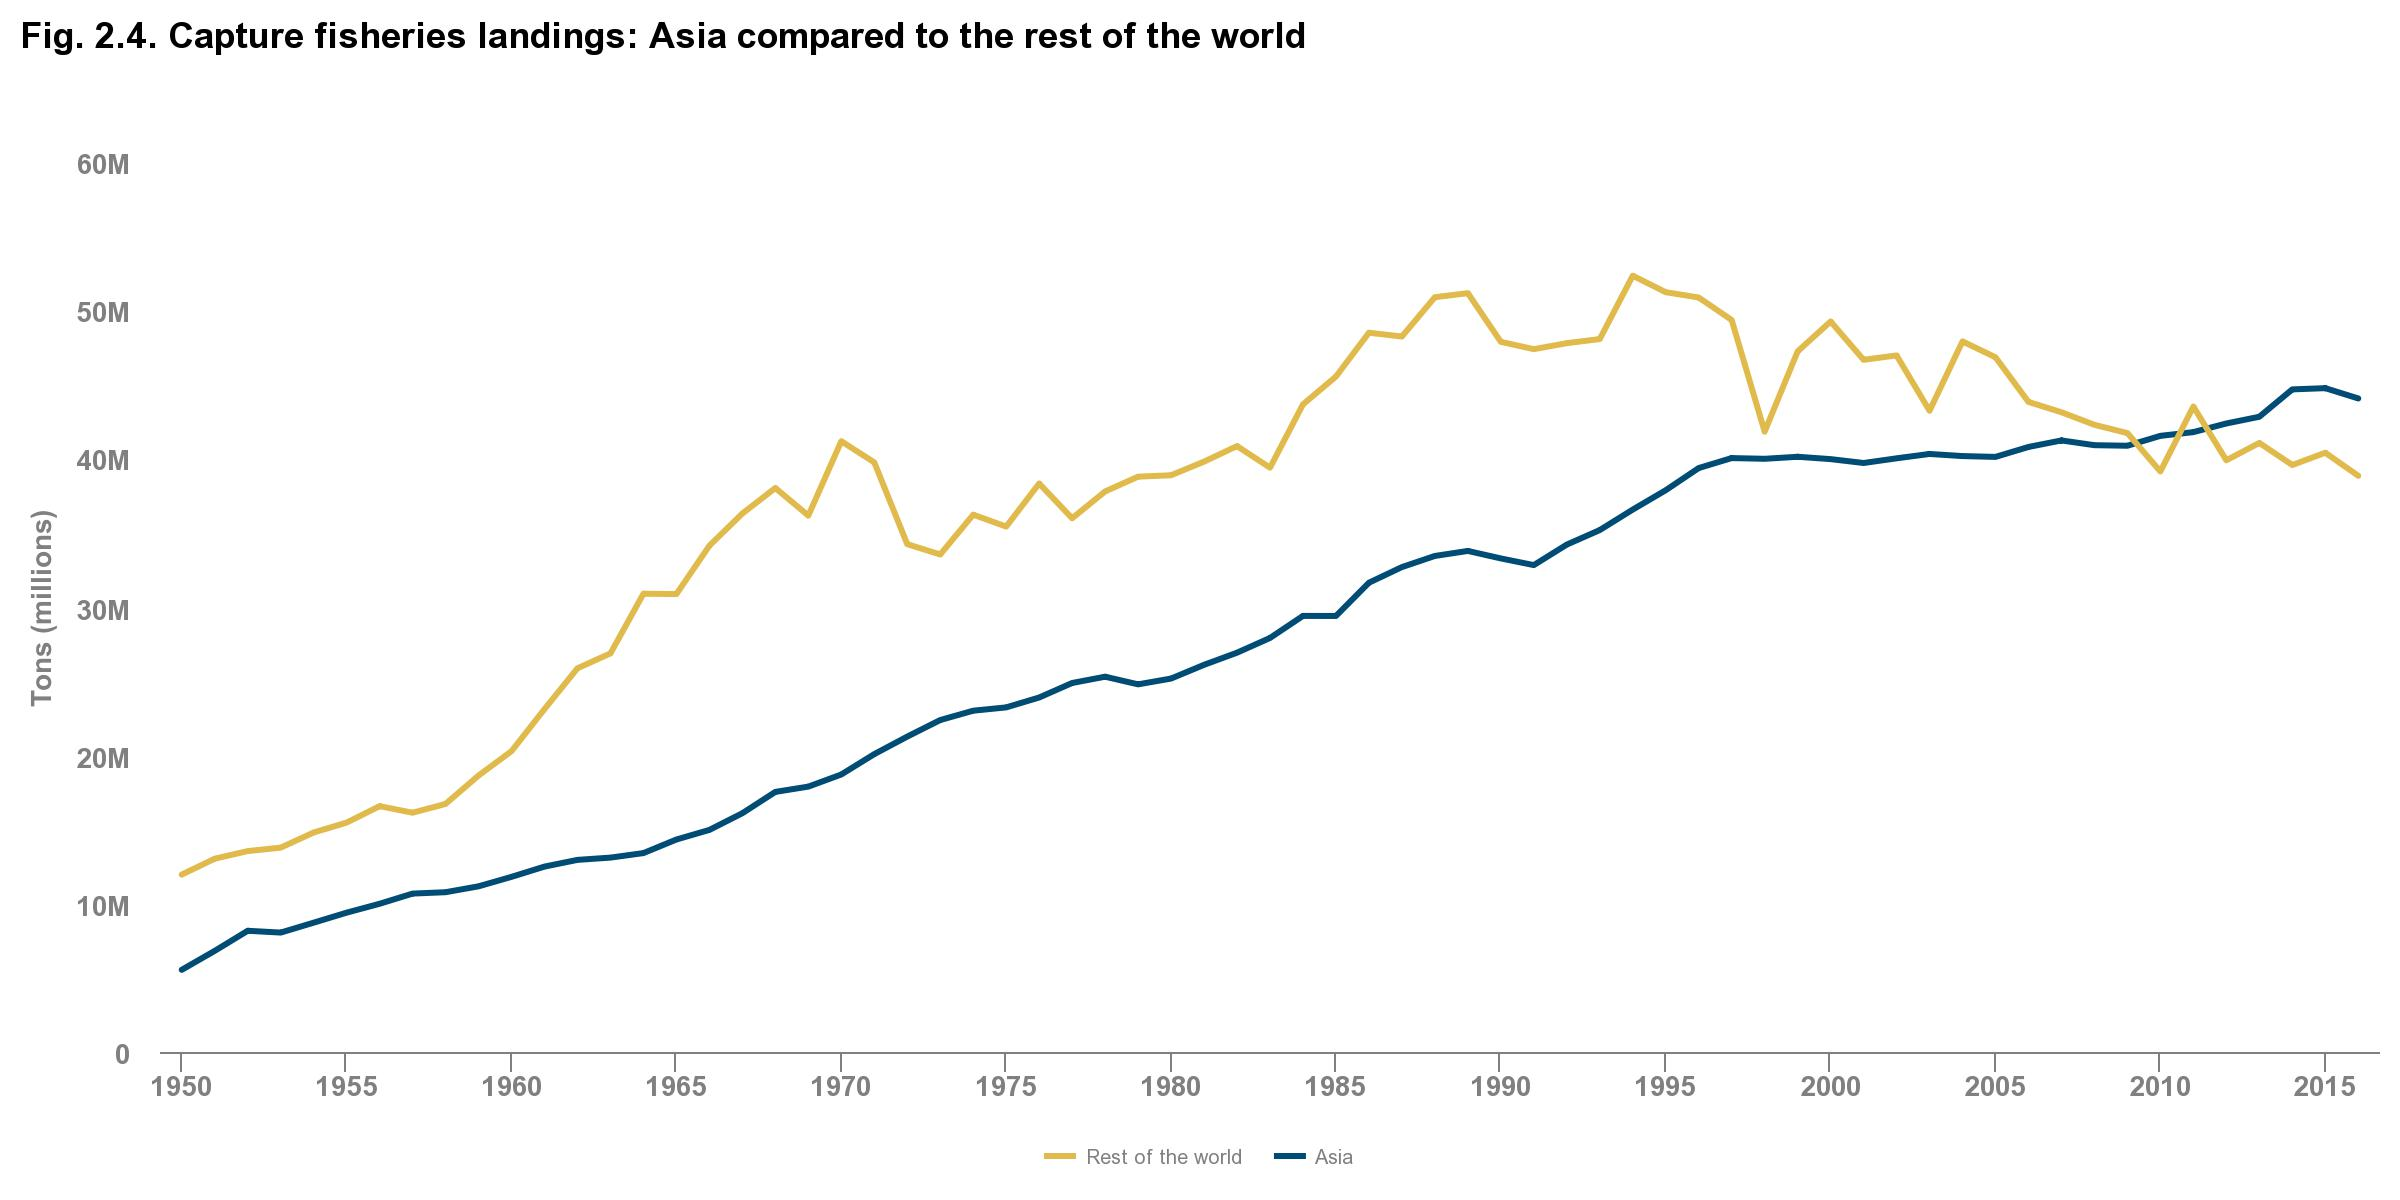 Fig. 2.4. Capture fisheries landings: Asia compared to the rest of the world
60M
50M
40M
30M
20M
10M
0
Tons (millions)
1950 1955 1960 1965 1970 1975 1980 1985 1990 1995 2000 2005 2010 2015
Rest of the world Asia